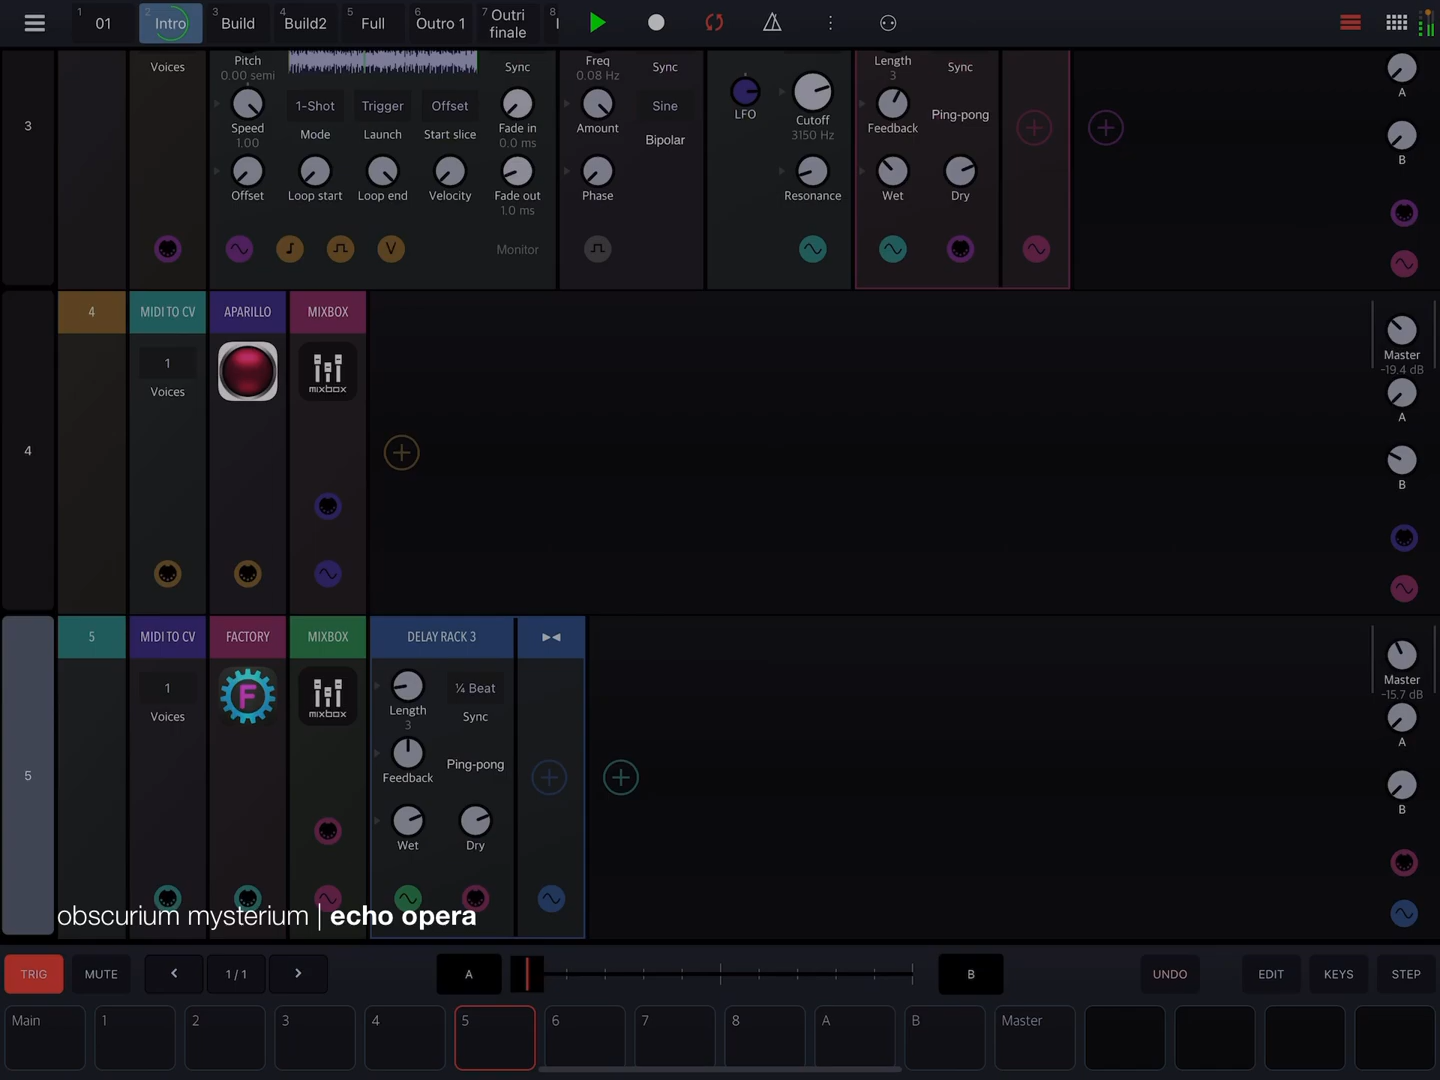 1 01
2 Intro
3 Build
4 Build2
5 Full
6 Outro 1
7 Outri finale
8
3
Voices
Pitch
0.00 semi
Speed
1.00
Offset
1-Shot
Mode
Loop start
Trigger
Launch
Loop end
Offset
Start slice
Velocity
Sync
Fade in
0.0 ms
Fade out
1.0 ms
V
Monitor
Freq
0.08 Hz
Amount
Phase
Sync
Sine
Bipolar
LFO
Cutoff
3150 Hz
Resonance
Length
3
Feedback
Wet
Sync
Ping-pong
Dry
A
B
4
4
MIDI TO CV
1
Voices
APARILLO
MIXBOX
mixbox
Master
-19.4 dB
A
B
5
5
MIDI TO CV
1
Voices
FACTORY
F
MIXBOX
mixbox
DELAY RACK 3
Length
3
¼ Beat
Sync
Feedback
Ping-pong
Wet
Dry
Master
-15.7 dB
A
B
obscurium mysterium | echo opera
TRIG
MUTE
1 / 1
A
B
UNDO
EDIT
KEYS
STEP
Main
1
2
3
4
5
6
7
8
A
B
Master